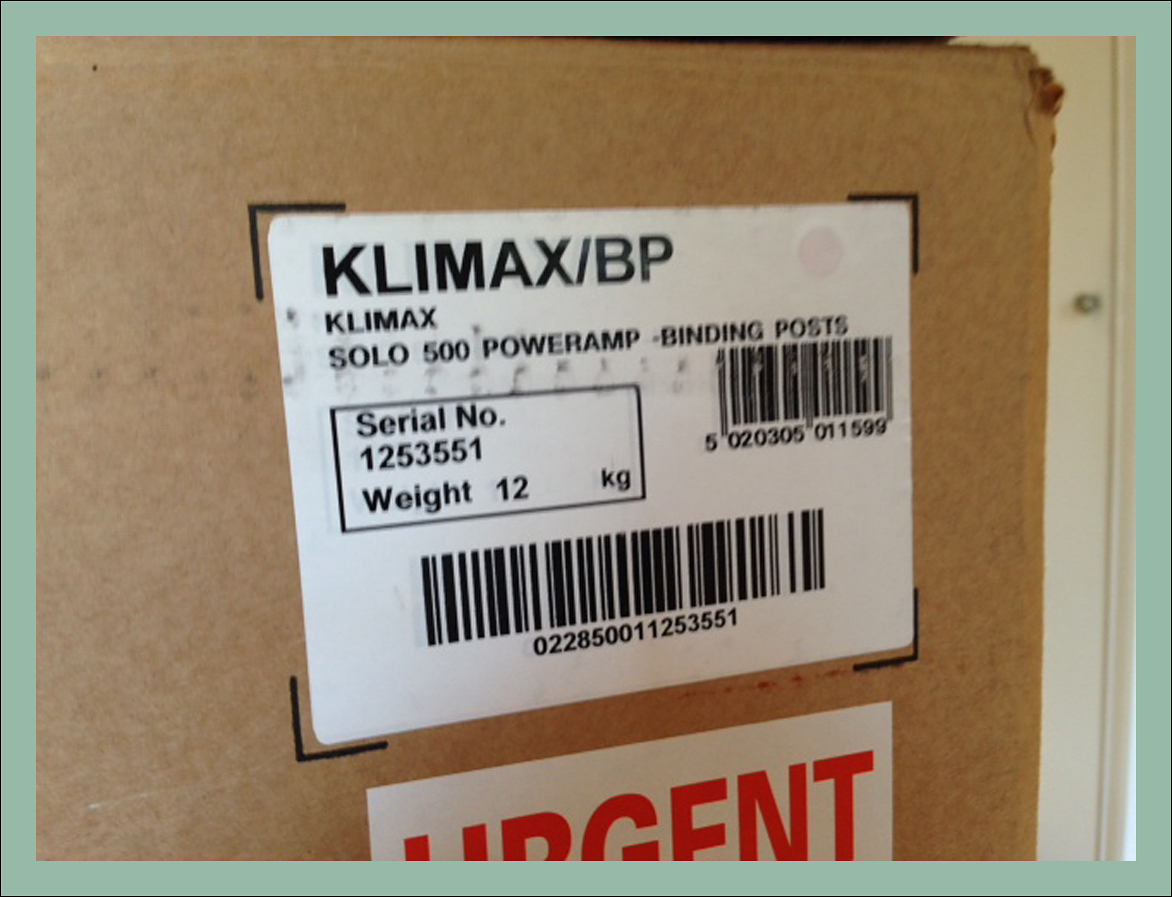 KLIMAX/BP
KLIMAX
SOLO 500 POWERAMP -BINDING POSTS
Serial No.
1253551
Weight 12 kg
5 020305 011599
022850011253551
URGENT